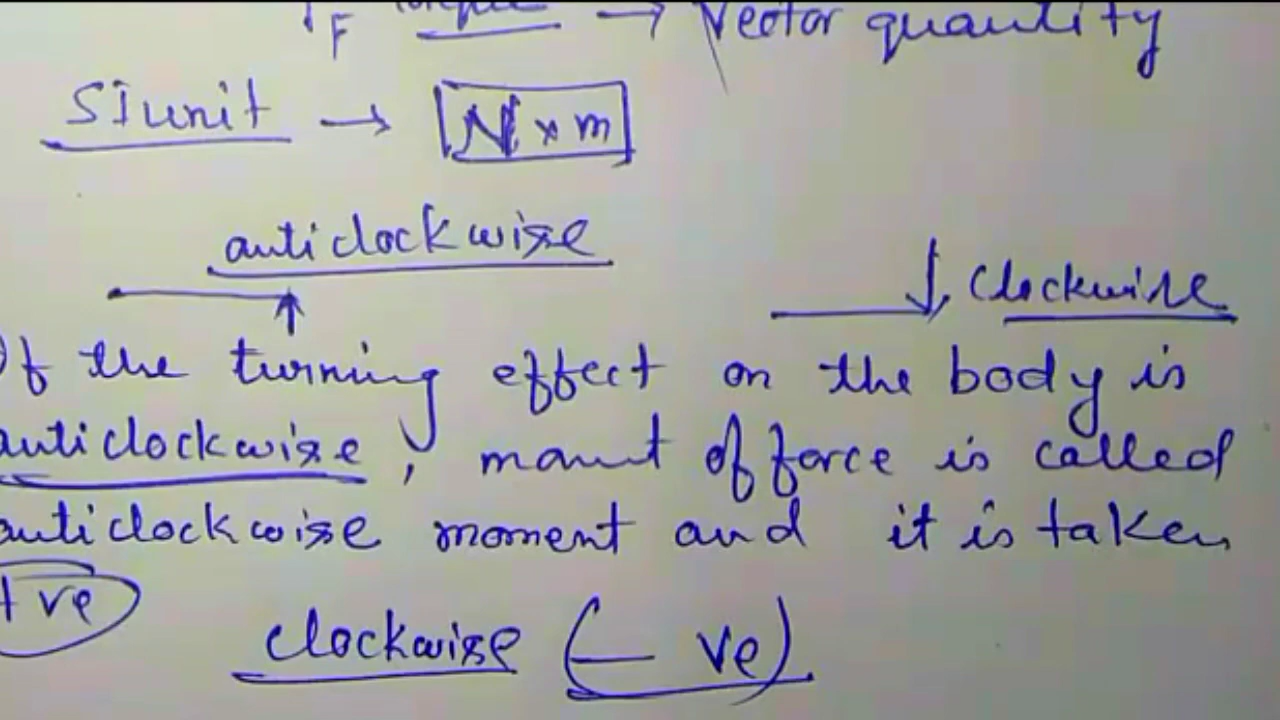 F → Vector quantity
SI unit → N x m
anticlockwise
↓ Clockwise
If the turning effect on the body is
anticlockwise, of force is called
anticlockwise moment and it is taken
+ve
clockwise (- ve)